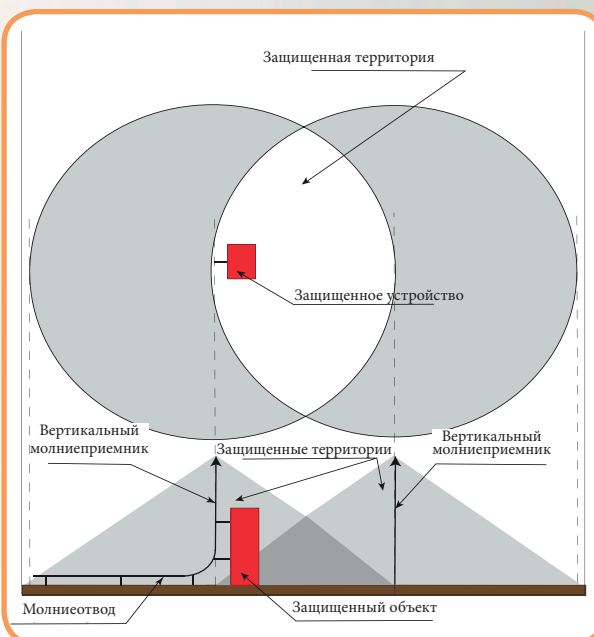 Защищенная территория
Защищенное устройство
Вертикальный
молниеприемник
Защищенные территории
Вертикальный
молниеприемник
Молниеотвод
Защищенный объект